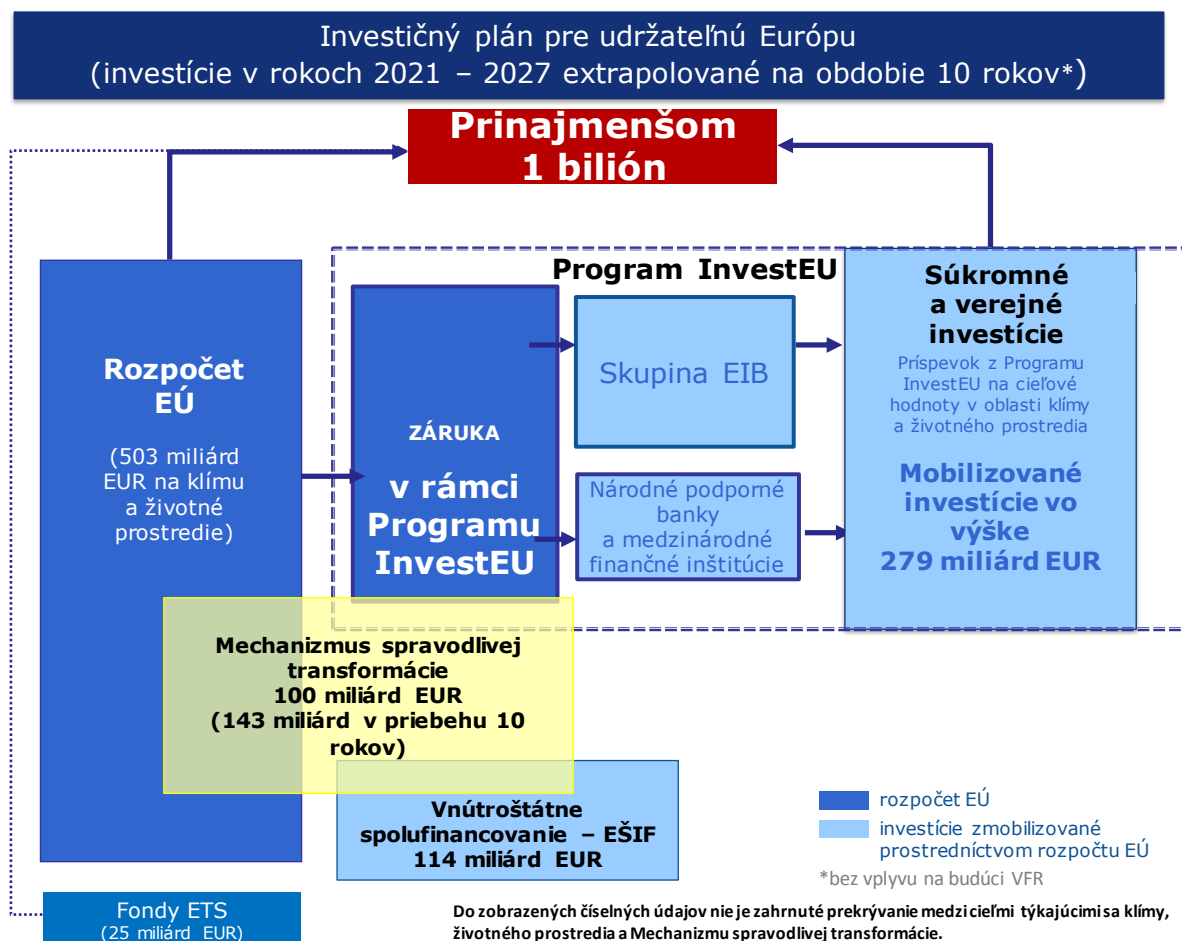 Investičný plán pre udržateľnú Európu
(investície v rokoch 2021 – 2027 extrapolované na obdobie 10 rokov*)
Prinajmenšom
1 bilión
Rozpočet
EÚ
(503 miliárd
EUR na klímu
a životné
prostredie)
Program InvestEU
ZÁRUKA
v rámci
Programu
InvestEU
Skupina EIB
Národné podporné
banky
a medzinárodné
finančné inštitúcie
Súkromné
a verejné
investície
Príspevok z Programu
InvestEU na cieľové
hodnoty v oblasti klímy
a životného prostredia
Mobilizované
investície vo
výške
279 miliárd EUR
Mechanizmus spravodlivej
transformácie
100 miliárd EUR
(143 miliárd v priebehu 10
rokov)
Vnútroštátne
spolufinancovanie – EŠIF
114 miliárd EUR
rozpočet EÚ
investície zmobilizované
prostredníctvom rozpočtu EÚ
*bez vplyvu na budúci VFR
Fondy ETS
(25 miliárd EUR)
Do zobrazených číselných údajov nie je zahrnuté prekrývanie medzi cieľmi týkajúcimi sa klímy,
životného prostredia a Mechanizmu spravodlivej transformácie.